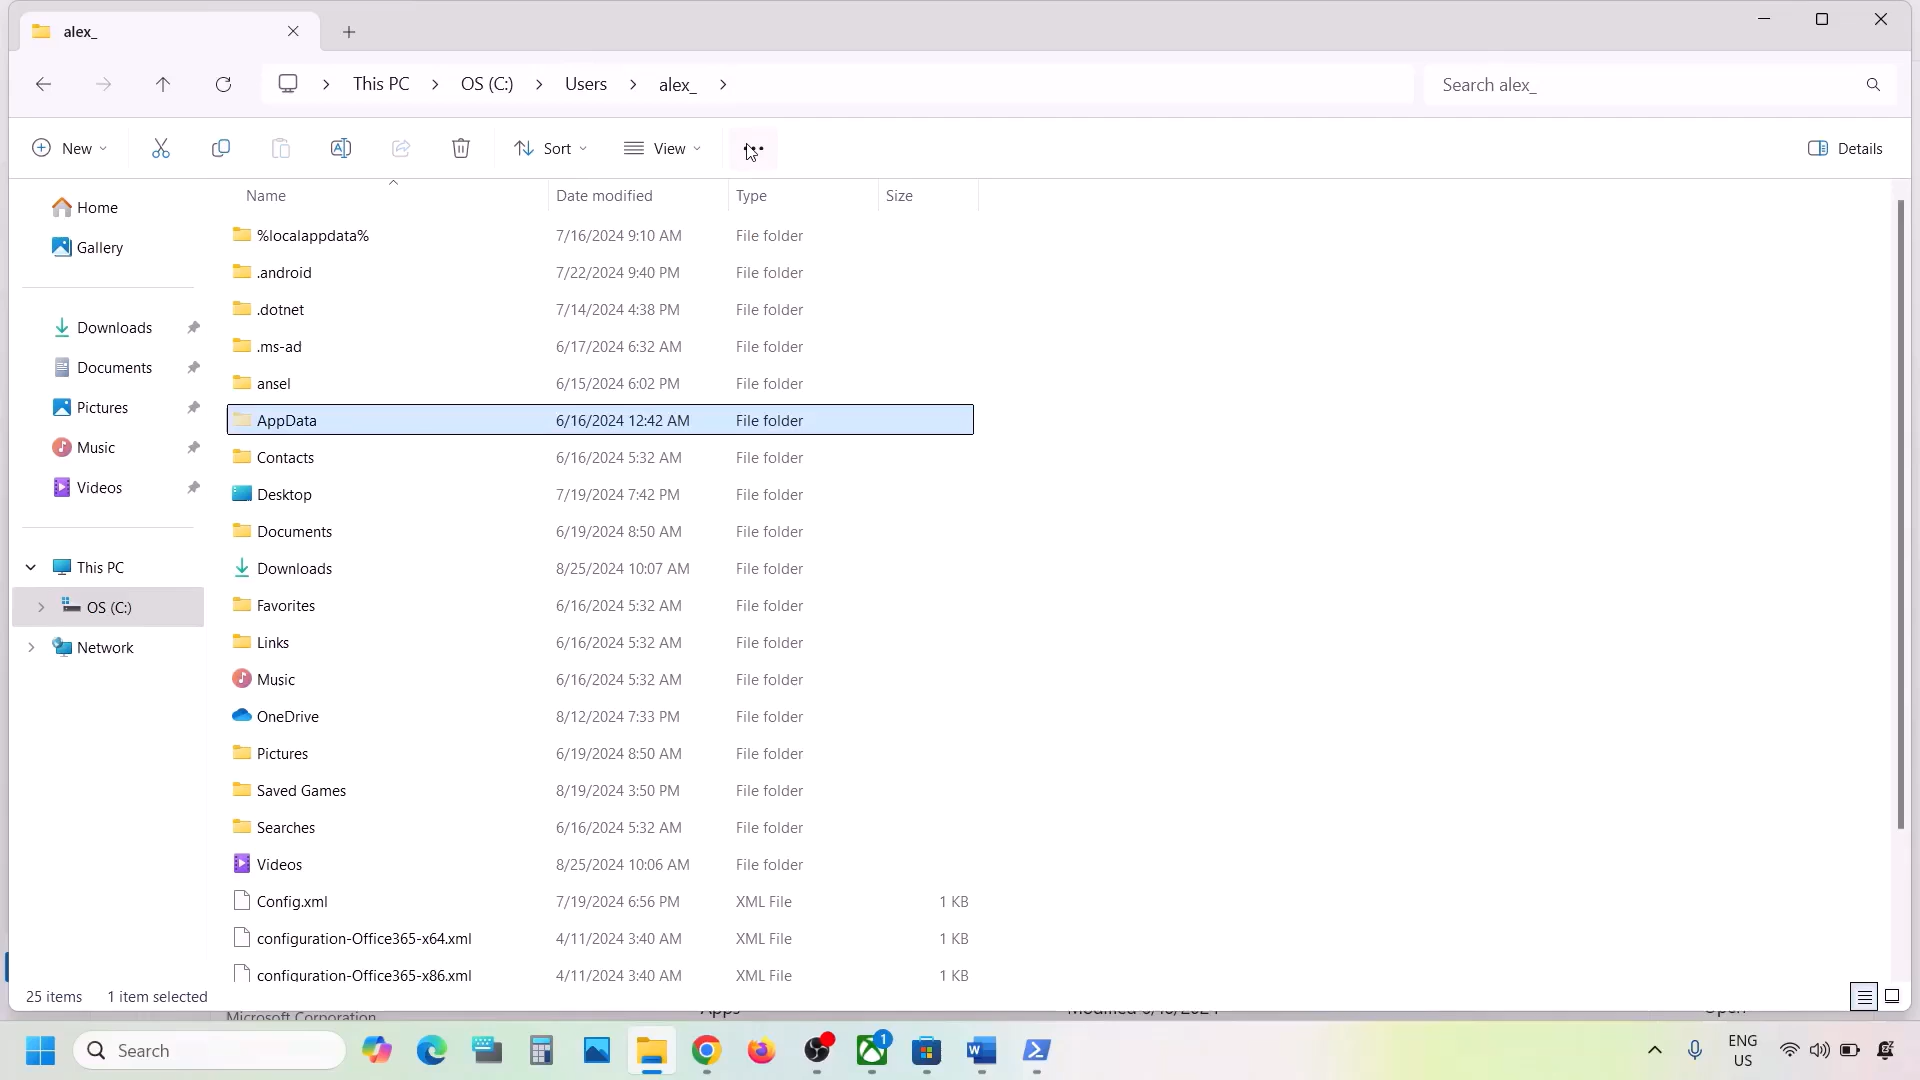 alex_
This PC > OS (C:) > Users > alex_ >
Search alex_
New
Sort
View
Details
Name Date modified Type Size
Home
Gallery
Downloads
Documents
Pictures
Music
Videos
This PC
OS (C:)
Network
%localappdata% 7/16/2024 9:10 AM File folder
.android 7/22/2024 9:40 PM File folder
.dotnet 7/14/2024 4:38 PM File folder
.ms-ad 6/17/2024 6:32 AM File folder
ansel 6/15/2024 6:02 PM File folder
AppData 6/16/2024 12:42 AM File folder
Contacts 6/16/2024 5:32 AM File folder
Desktop 7/19/2024 7:42 PM File folder
Documents 6/19/2024 8:50 AM File folder
Downloads 8/25/2024 10:07 AM File folder
Favorites 6/16/2024 5:32 AM File folder
Links 6/16/2024 5:32 AM File folder
Music 6/16/2024 5:32 AM File folder
OneDrive 8/12/2024 7:33 PM File folder
Pictures 6/19/2024 8:50 AM File folder
Saved Games 8/19/2024 3:50 PM File folder
Searches 6/16/2024 5:32 AM File folder
Videos 8/25/2024 10:06 AM File folder
Config.xml 7/19/2024 6:56 PM XML File 1 KB
configuration-Office365-x64.xml 4/11/2024 3:40 AM XML File 1 KB
configuration-Office365-x86.xml 4/11/2024 3:40 AM XML File 1 KB
25 items 1 item selected
Microsoft Corporation
Search
1
ENG
US